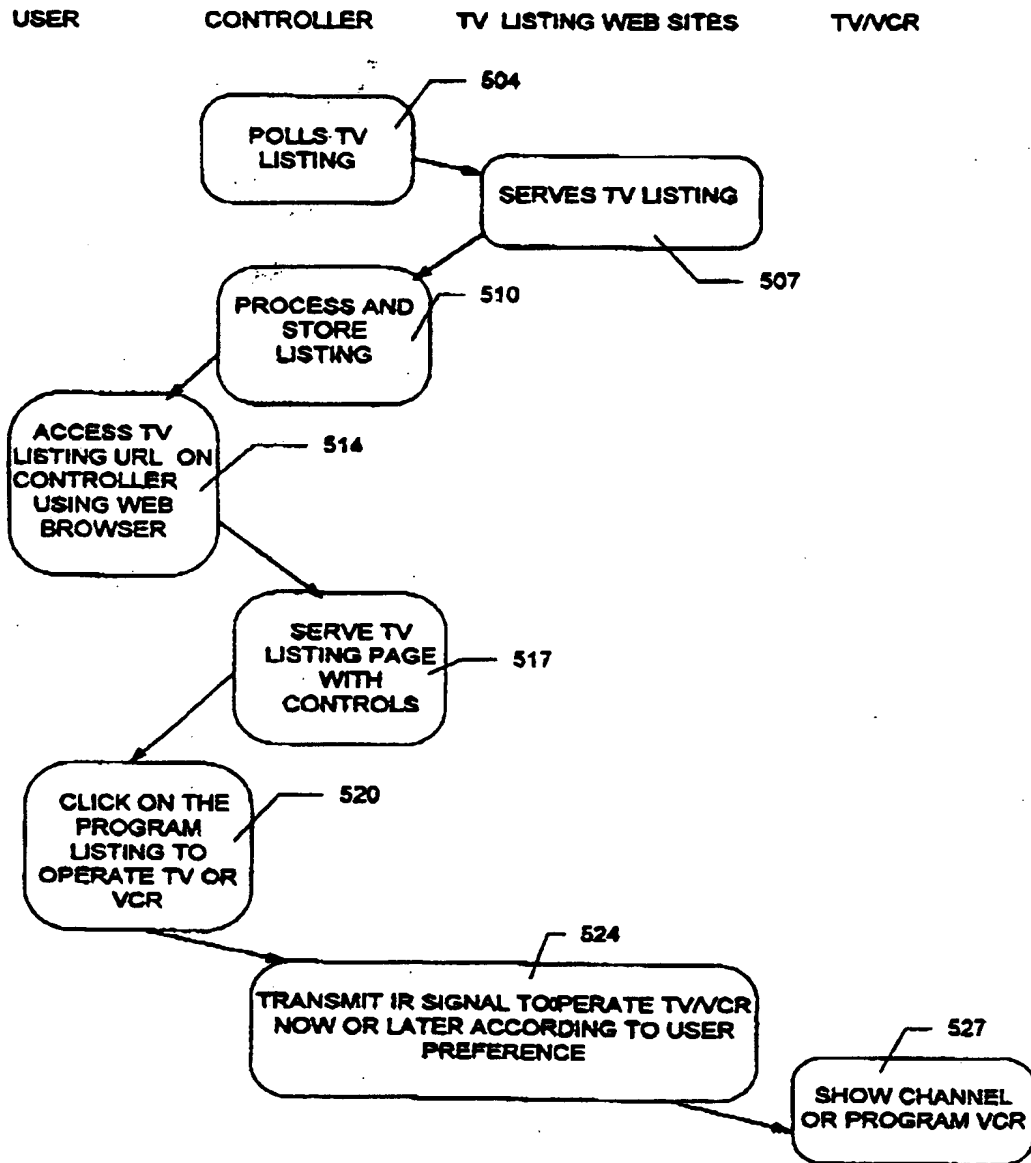 USER CONTROLLER TV LISTING WEB SITES TV/VCR
504
POLLS TV
LISTING
SERVES TV LISTING
507
510
PROCESS AND
STORE
LISTING
ACCESS TV
LISTING URL ON
CONTROLLER
USING WEB
BROWSER
514
SERVE TV
LISTING PAGE
WITH
CONTROLS
517
CLICK ON THE
PROGRAM
LISTING TO
OPERATE TV OR
VCR
520
524
TRANSMIT IR SIGNAL TOOPERATE TV/VCR
NOW OR LATER ACCORDING TO USER
PREFERENCE
527
SHOW CHANNEL
OR PROGRAM VCR